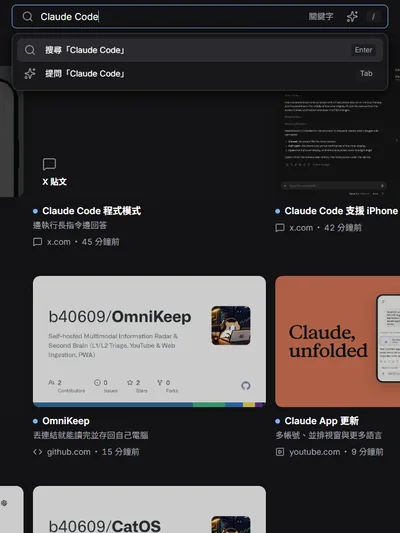 Claude Code
關鍵字
/
搜尋「Claude Code」
Enter
提問「Claude Code」
Tab
X 貼文
Claude Code 程式模式
邊執行長指令邊回答
x.com • 45 分鐘前
Claude Code 支援 iPhone
x.com • 42 分鐘前
b40609/OmniKeep
Self-hosted Multimodal Information Radar &
Second Brain (L1/L2 Triage, YouTube & Web
Ingestion, PWA)
2
Contributors
0
Issues
2
Stars
0
Forks
OmniKeep
丟連結就能讀完並存回自己電腦
github.com • 15 分鐘前
Claude,
unfolded
Claude App 更新
多帳號、並排視窗與更多語言
youtube.com • 9 分鐘前
b40609/CatOS